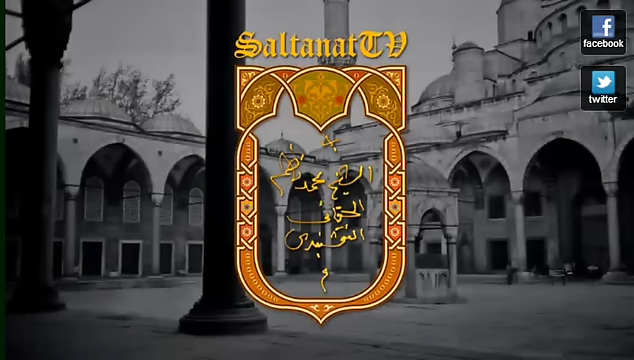 SaltanatTV
facebook
twitter
الشيخ محمد ناظم
الحقاني
النقشبندي